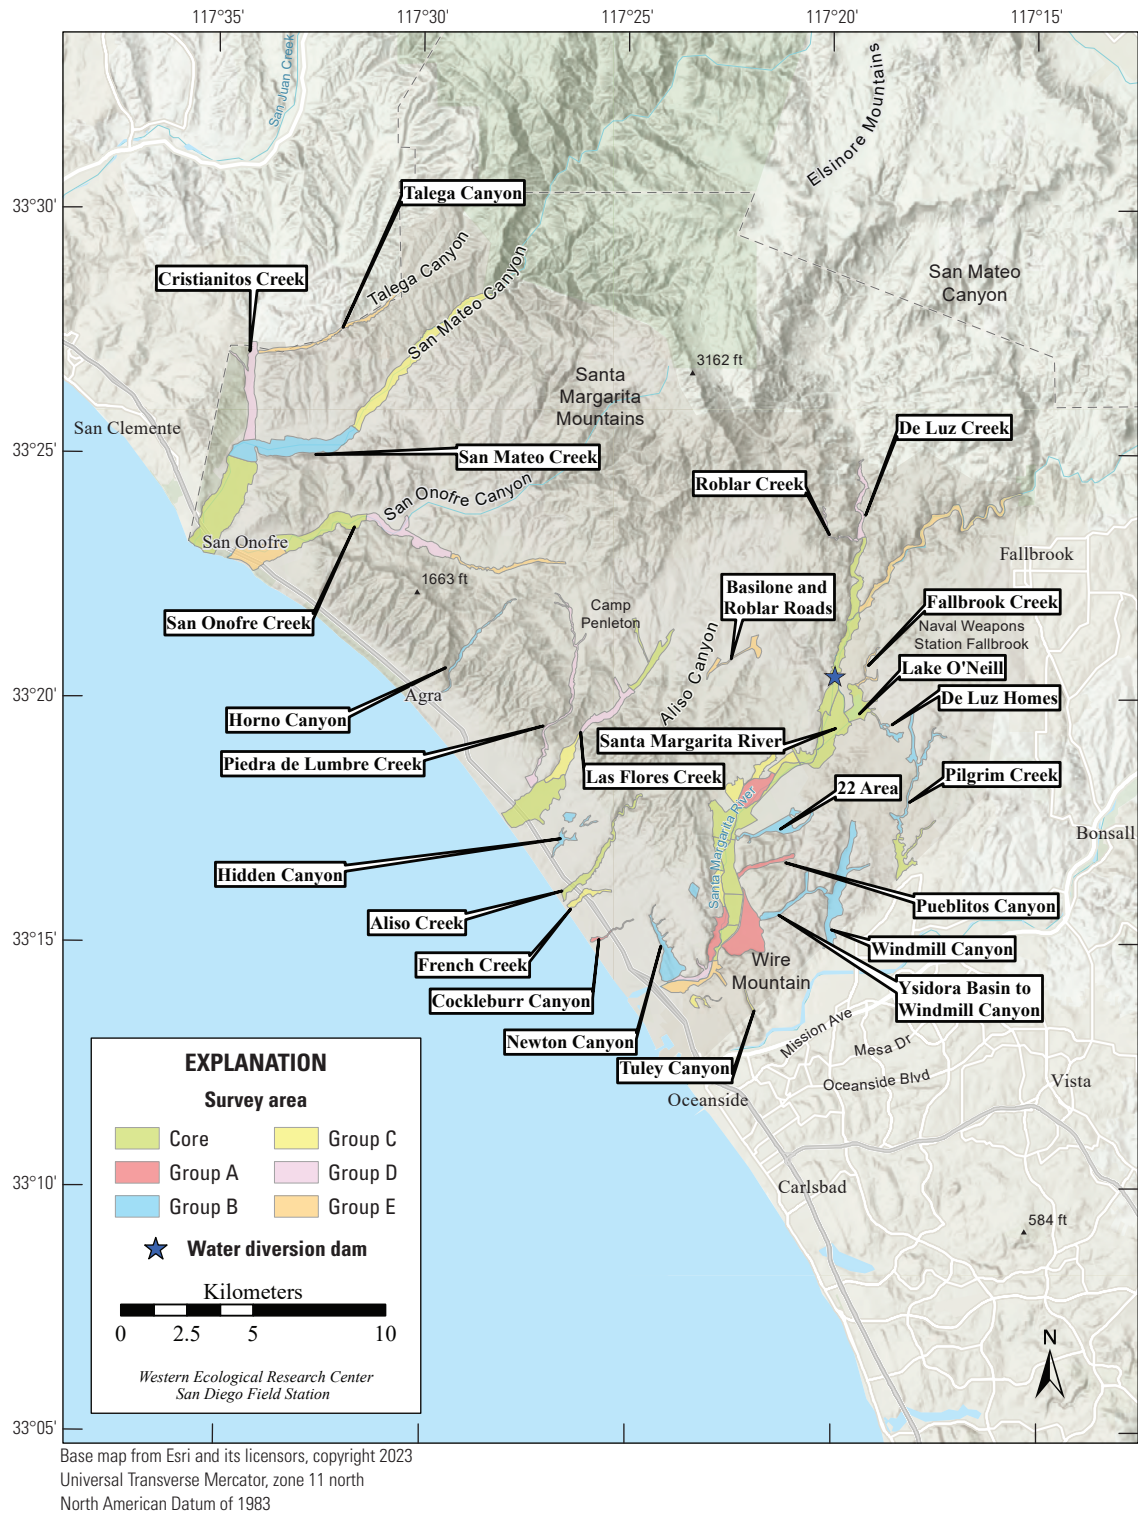 117°35'
117°30'
117°25'
117°20'
117°15'
San Juan Creek
Elsinore Mountains
33°30'
Talega Canyon
Talega Canyon
San Mateo Canyon
Cristianitos Creek
San Mateo
Canyon
3162 ft
Santa
Margarita
Mountains
San Clemente
De Luz Creek
33°25'
San Mateo Creek
Roblar Creek
San Onofre Canyon
San Onofre
Fallbrook
1663 ft
Basilone and
Roblar Roads
Fallbrook Creek
Camp
Penleton
San Onofre Creek
Naval Weapons
Station Fallbrook
Aliso Canyon
Lake O'Neill
33°20'
Agra
De Luz Homes
Horno Canyon
Santa Margarita River
Piedra de Lumbre Creek
Las Flores Creek
Pilgrim Creek
22 Area
Santa Margarita River
Bonsall
Hidden Canyon
Pueblitos Canyon
Aliso Creek
33°15'
Windmill Canyon
French Creek
Wire
Mountain
Cockleburr Canyon
Ysidora Basin to
Windmill Canyon
Newton Canyon
Mission Ave
Mesa Dr
Tuley Canyon
Oceanside Blvd
Vista
Oceanside
EXPLANATION
Survey area
Core
Group C
Group A
Group D
Group B
Group E
Water diversion dam
Kilometers
0
2.5
5
10
Western Ecological Research Center
San Diego Field Station
33°10'
Carlsbad
584 ft
N
33°05'
Base map from Esri and its licensors, copyright 2023
Universal Transverse Mercator, zone 11 north
North American Datum of 1983